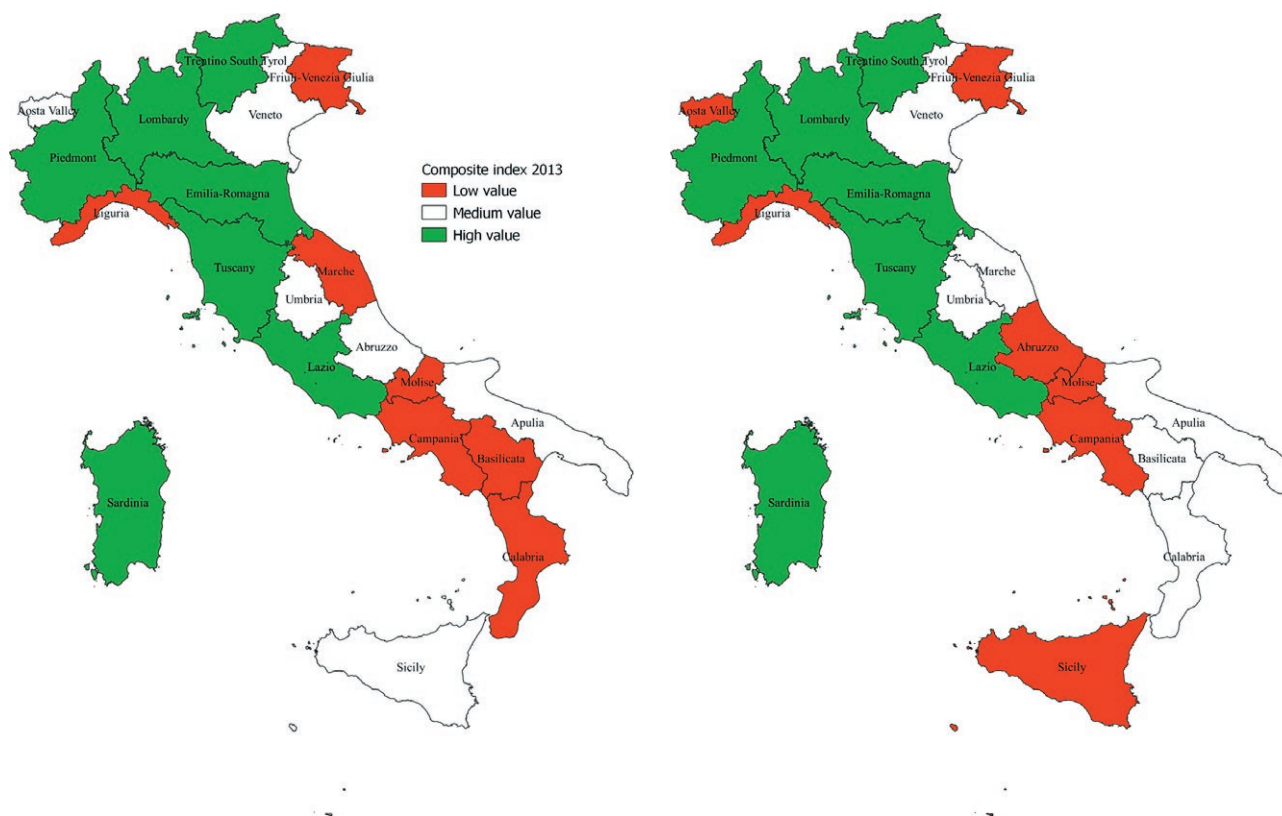 Trentino South Tyrol
Friuli-Venezia Giulia
Aosta Valley
Lombardy
Veneto
Piedmont
Emilia-Romagna
Liguria
Tuscany
Marche
Umbria
Abruzzo
Lazio
Molise
Apulia
Campania
Basilicata
Sardinia
Calabria
Sicily
Composite index 2013
Low value
Medium value
High value
Trentino South Tyrol
Friuli-Venezia Giulia
Aosta Valley
Lombardy
Veneto
Piedmont
Emilia-Romagna
Liguria
Tuscany
Marche
Umbria
Abruzzo
Lazio
Molise
Apulia
Campania
Basilicata
Sardinia
Calabria
Sicily